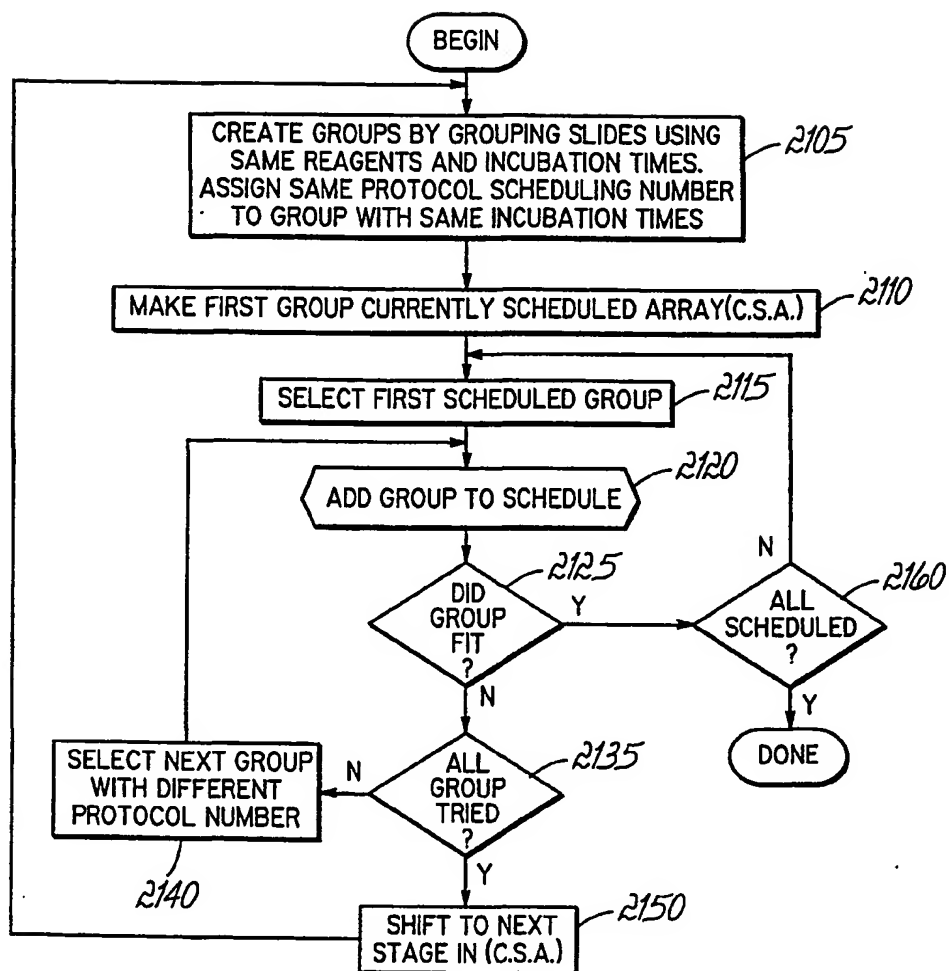 BEGIN
CREATE GROUPS BY GROUPING SLIDES USING
SAME REAGENTS AND INCUBATION TIMES.
ASSIGN SAME PROTOCOL SCHEDULING NUMBER
TO GROUP WITH SAME INCUBATION TIMES
2105
MAKE FIRST GROUP CURRENTLY SCHEDULED ARRAY(C.S.A.)
2110
SELECT FIRST SCHEDULED GROUP
2115
ADD GROUP TO SCHEDULE
2120
DID
GROUP
FIT
?
2125
Y
N
N
ALL
SCHEDULED
?
2160
Y
DONE
ALL
GROUP
TRIED
?
2135
N
Y
SELECT NEXT GROUP
WITH DIFFERENT
PROTOCOL NUMBER
2140
SHIFT TO NEXT
STAGE IN (C.S.A.)
2150